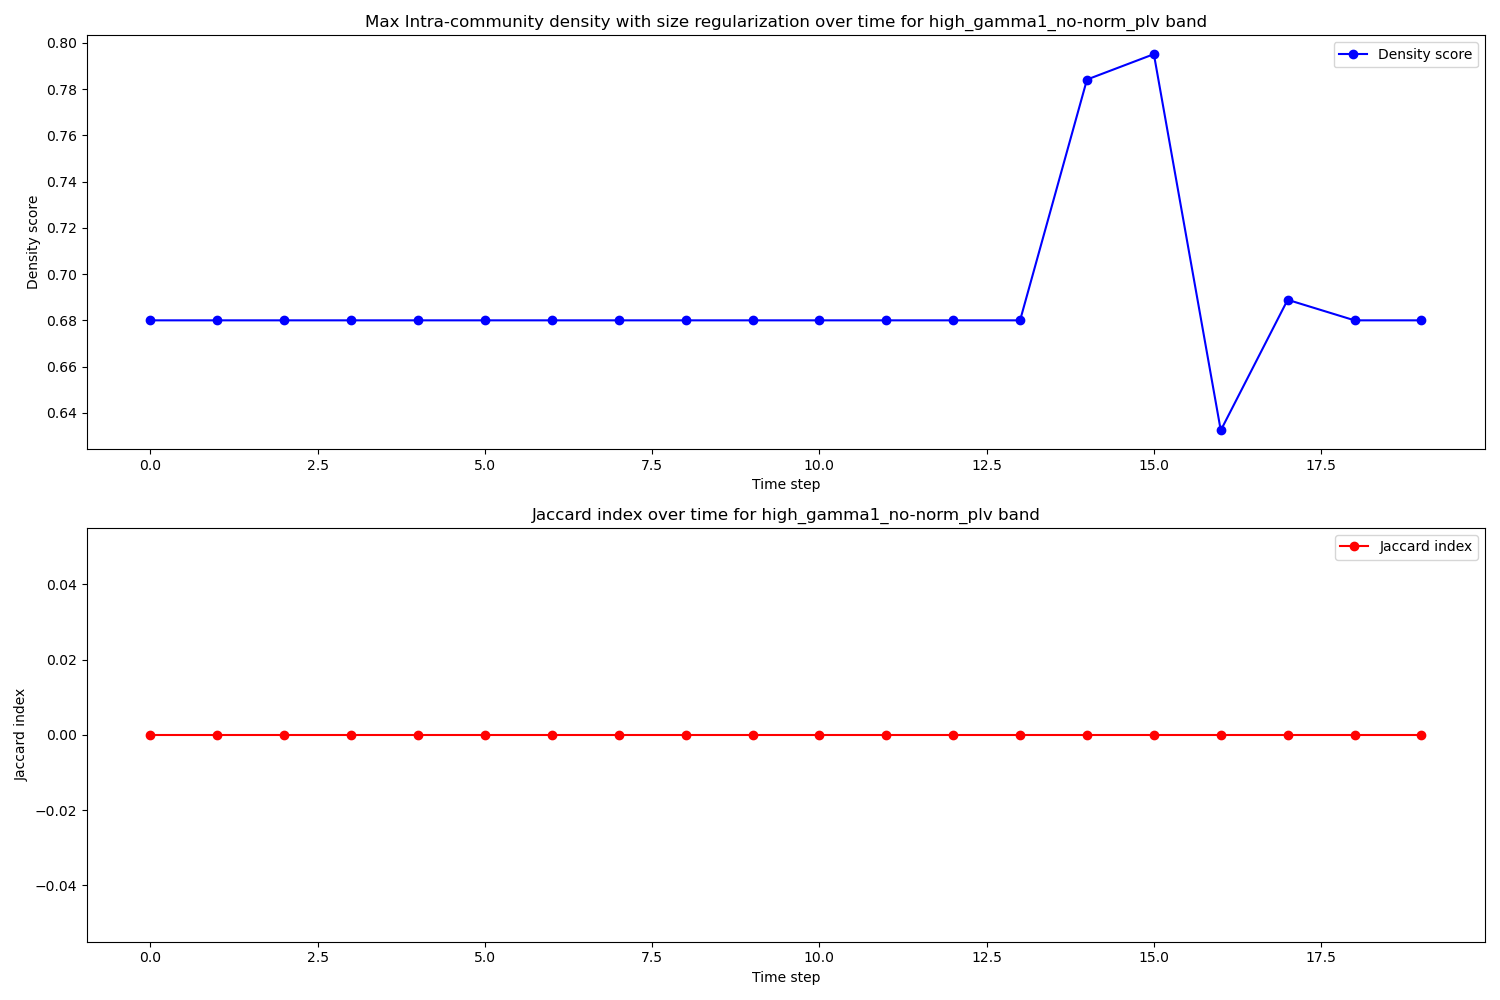 Max Intra-community density with size regularization over time for high_gamma1_no-norm_plv band
Density score
0.80
0.78
0.76
0.74
0.72
0.70
0.68
0.66
0.64
Density score
0.0 2.5 5.0 7.5 10.0 12.5 15.0 17.5
Time step
Jaccard index over time for high_gamma1_no-norm_plv band
Jaccard index
0.04
0.02
0.00
−0.02
−0.04
Jaccard index
0.0 2.5 5.0 7.5 10.0 12.5 15.0 17.5
Time step